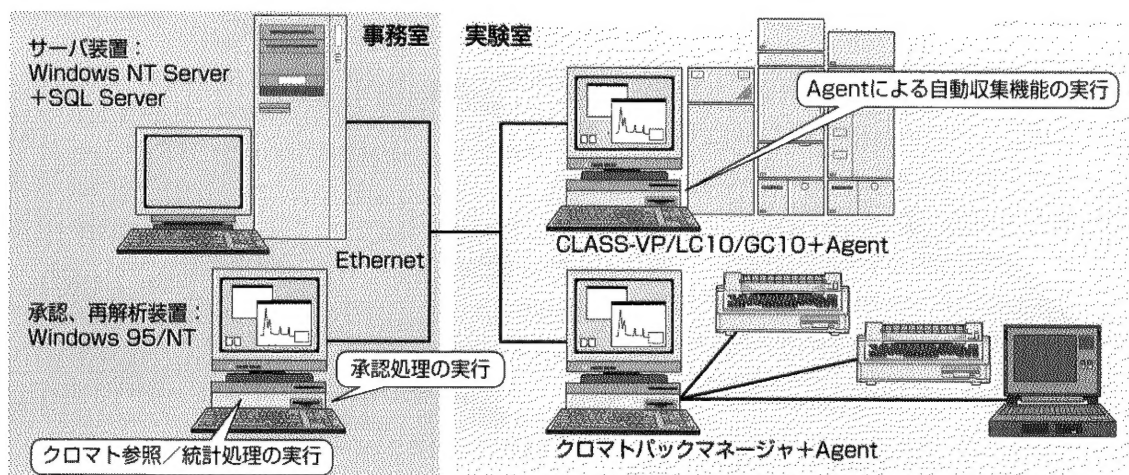 サーバ装置：
Windows NT Server
＋SQL Server
事務室
実験室
Agentによる自動収集機能の実行
CLASS-VP/LC10/GC10＋Agent
Ethernet
承認、再解析装置：
Windows 95/NT
承認処理の実行
クロマト参照／統計処理の実行
クロマトパックマネージャ＋Agent